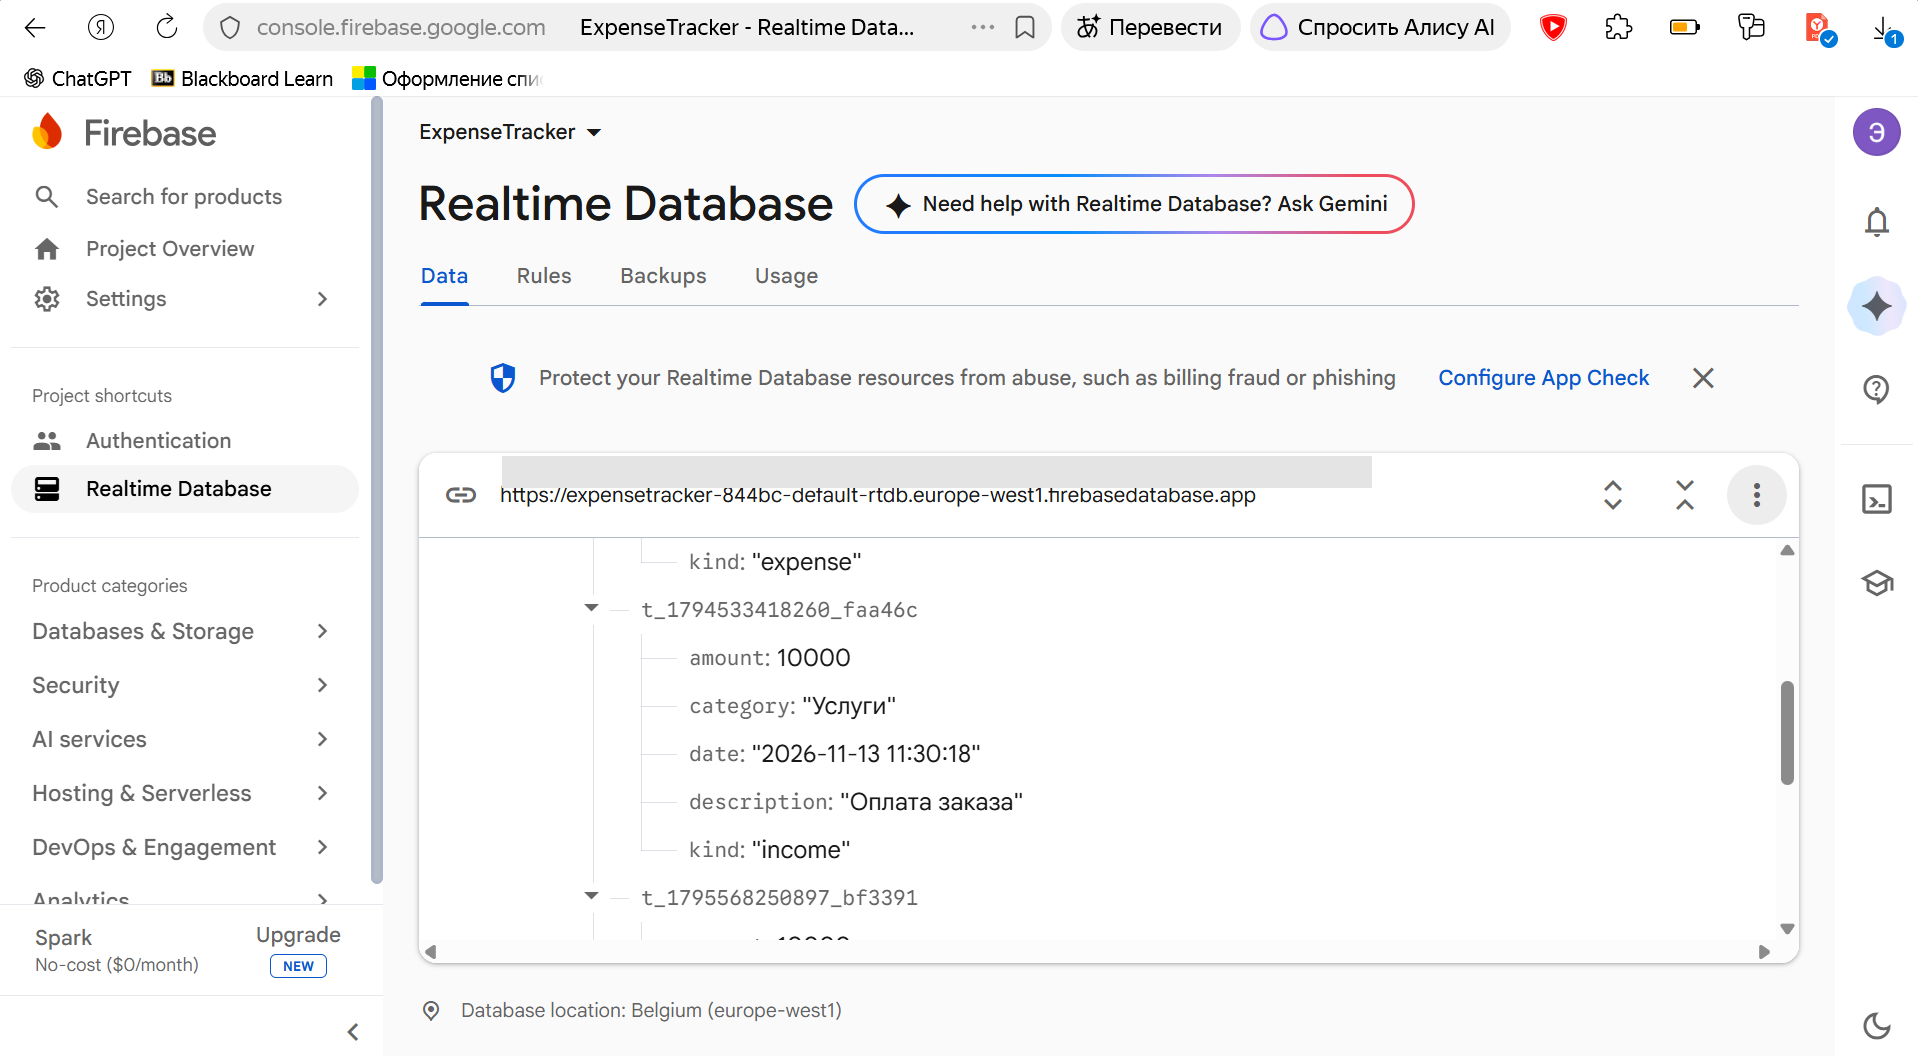 Я
console.firebase.google.com
ExpenseTracker - Realtime Data...
Перевести
Спросить Алису AI
1
ChatGPT
Bb
Blackboard Learn
Оформление спи
Firebase
Search for products
Project Overview
Settings
Project shortcuts
Authentication
Realtime Database
Product categories
Databases & Storage
Security
AI services
Hosting & Serverless
DevOps & Engagement
Analytics
Spark
No-cost ($0/month)
Upgrade
NEW
ExpenseTracker
Э
Realtime Database
Need help with Realtime Database? Ask Gemini
Data
Rules
Backups
Usage
Protect your Realtime Database resources from abuse, such as billing fraud or phishing
Configure App Check
https://expensetracker-844bc-default-rtdb.europe-west1.firebasedatabase.app
kind: "expense"
t_1794533418260_faa46c
amount: 10000
category: "Услуги"
date: "2026-11-13 11:30:18"
description: "Оплата заказа"
kind: "income"
t_1795568250897_bf3391
Database location: Belgium (europe-west1)